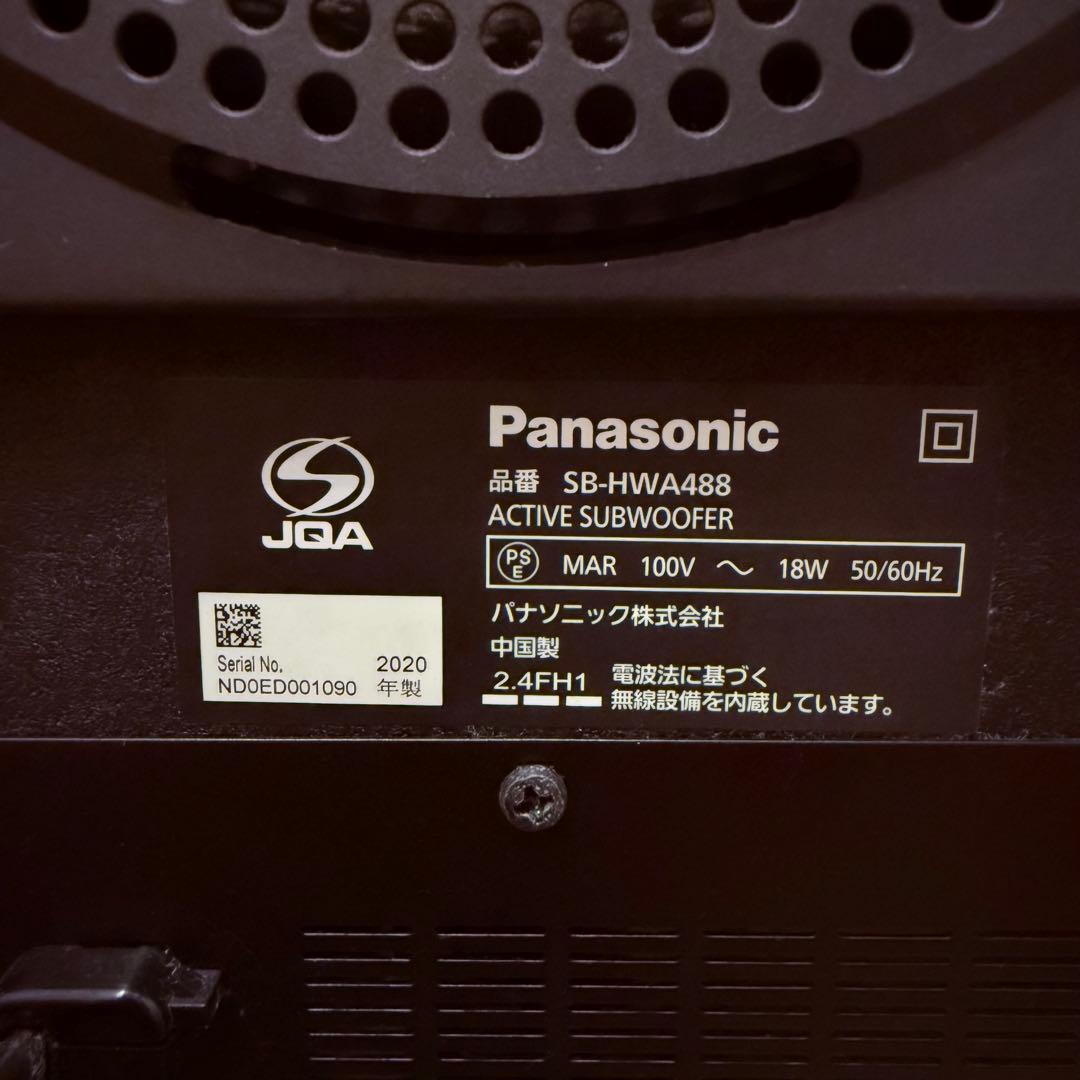 JQA
Panasonic
品番 SB-HWA488
ACTIVE SUBWOOFER
PSE MAR 100V ～ 18W 50/60Hz
パナソニック株式会社
中国製
2.4FH1
電波法に基づく
無線設備を内蔵しています。
Serial No. 2020
ND0ED001090 年製